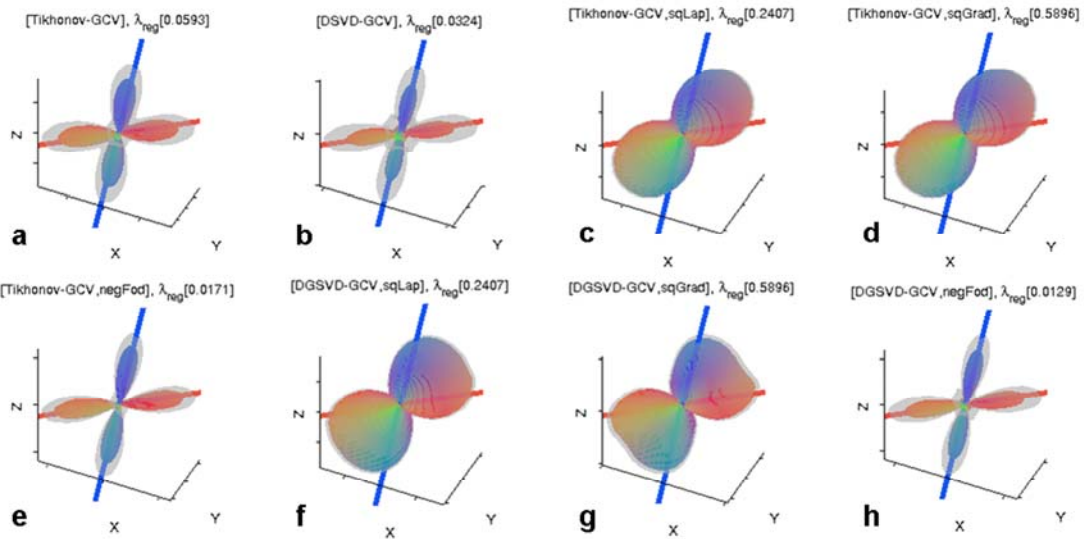 [Tikhonov-GCV], λreg[0.0593]
[DSVD-GCV], λreg[0.0324]
[Tikhonov-GCV,sqLap], λreg[0.2407]
[Tikhonov-GCV,sqGrad], λreg[0.5896]
Z
Z
Z
Z
a
X
Y
b
X
Y
c
X
Y
d
X
Y
[Tikhonov-GCV,negFod], λreg[0.0171]
[DGSVD-GCV,sqLap], λreg[0.2407]
[DGSVD-GCV,sqGrad], λreg[0.5896]
[DGSVD-GCV,negFod], λreg[0.0129]
Z
Z
Z
Z
e
X
Y
f
X
Y
g
X
Y
h
X
Y